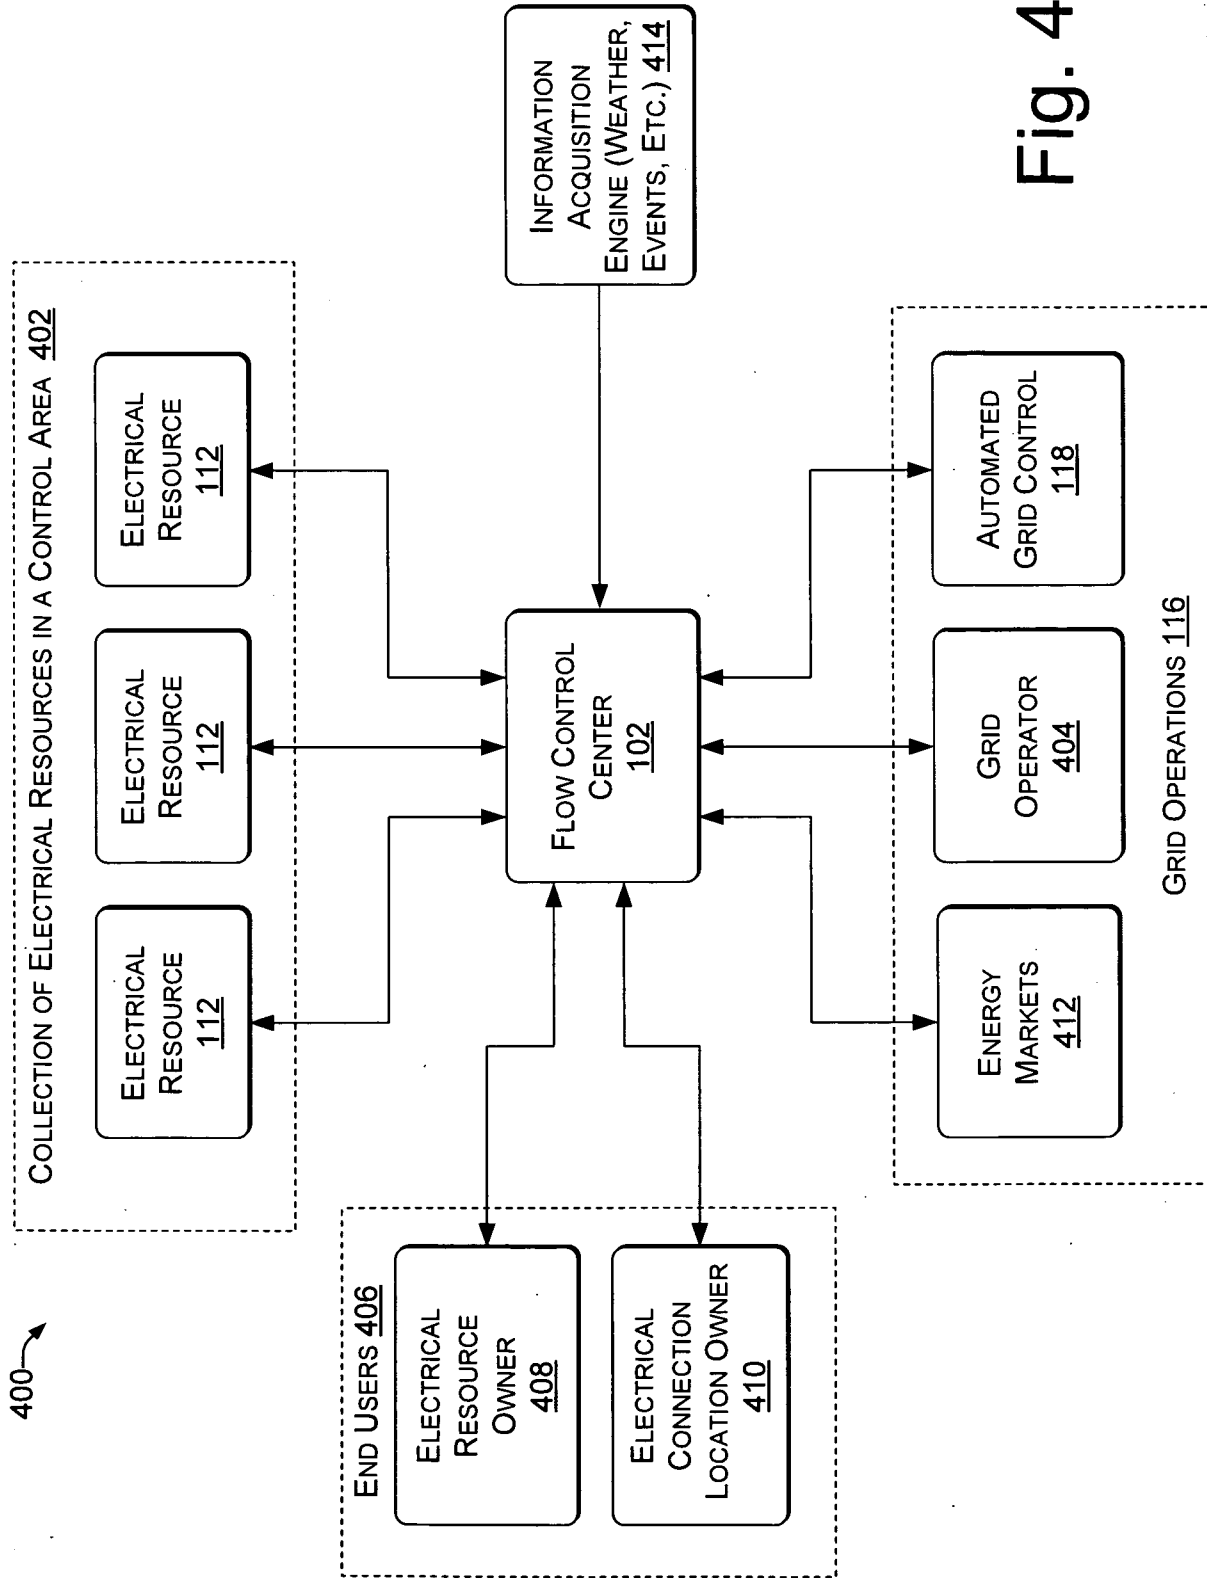 400
COLLECTION OF ELECTRICAL RESOURCES IN A CONTROL AREA 402
ELECTRICAL
RESOURCE
112
ELECTRICAL
RESOURCE
112
ELECTRICAL
RESOURCE
112
END USERS 406
ELECTRICAL
RESOURCE
OWNER
408
ELECTRICAL
CONNECTION
LOCATION OWNER
410
FLOW CONTROL
CENTER
102
INFORMATION
ACQUISITION
ENGINE (WEATHER,
EVENTS, ETC.) 414
ENERGY
MARKETS
412
GRID
OPERATOR
404
AUTOMATED
GRID CONTROL
118
GRID OPERATIONS 116
Fig. 4